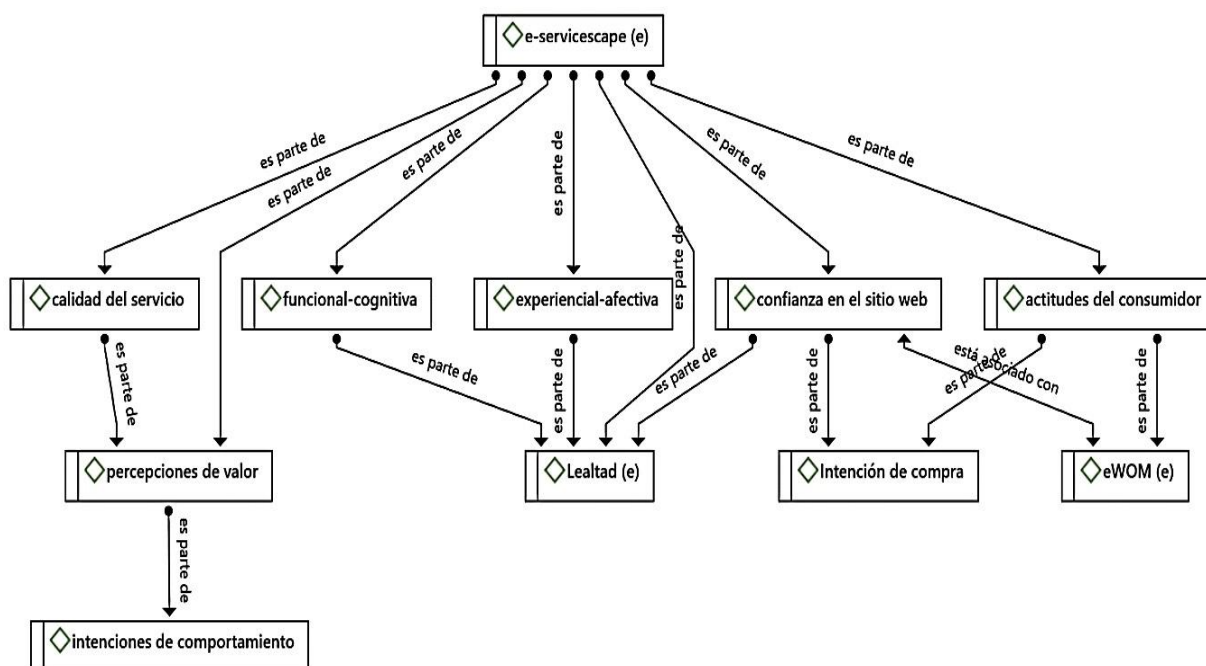 e-servicescape (e)
es parte de
es parte de
es parte de
es parte de
es parte de
es parte de
es parte de
calidad del servicio
funcional-cognitiva
experiencial-afectiva
confianza en el sitio web
actitudes del consumidor
es parte de
es parte de
es parte de
es parte de
es parte de
está asociado con
es parte de
es parte de
percepciones de valor
Lealtad (e)
Intención de compra
eWOM (e)
es parte de
intenciones de comportamiento